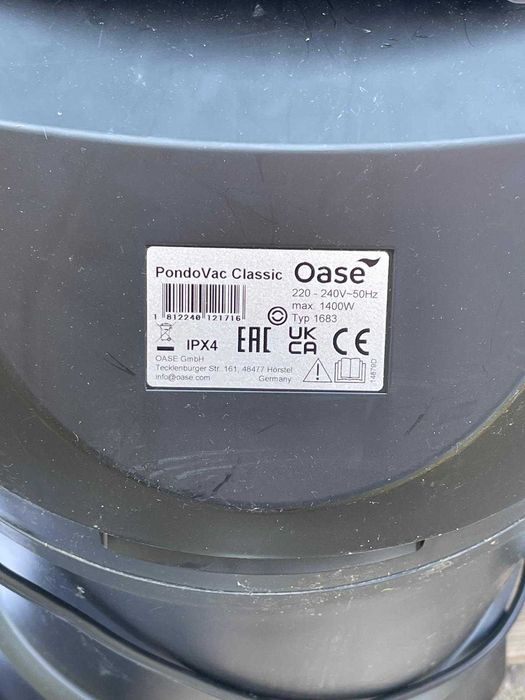 PondoVac Classic
Oase
220 - 240V~50Hz
max. 1400W
Typ 1683
1 812240 121716
IPX4
EAC
UK
CA
CE
OASE GmbH
Tecklenburger Str. 161, 48477 Hörstel
info@oase.com
Germany
14879D